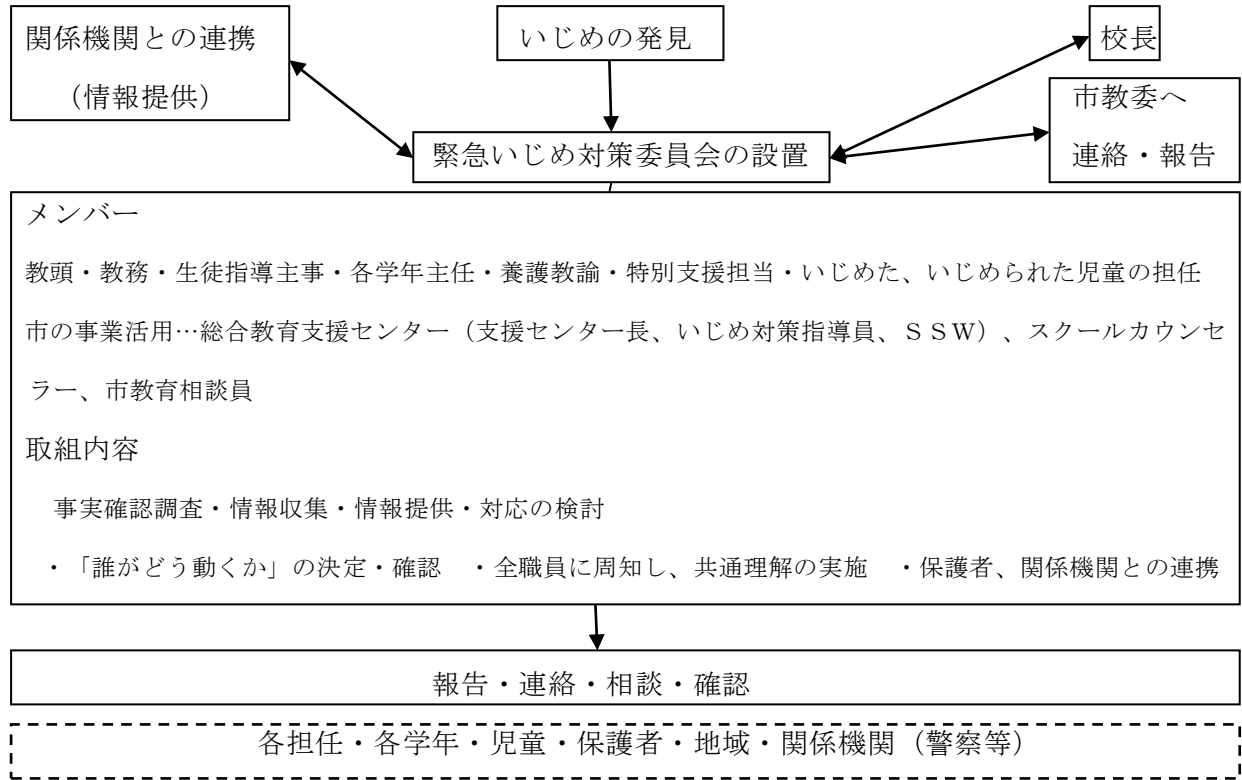 関係機関との連携
（情報提供）
いじめの発見
校長
市教委へ
連絡・報告
緊急いじめ対策委員会の設置
メンバー
教頭・教務・生徒指導主事・各学年主任・養護教諭・特別支援担当・いじめた、いじめられた児童の担任
市の事業活用…総合教育支援センター（支援センター長、いじめ対策指導員、ＳＳＷ）、スクールカウンセ
ラー、市教育相談員
取組内容
事実確認調査・情報収集・情報提供・対応の検討
・「誰がどう動くか」の決定・確認　・全職員に周知し、共通理解の実施　・保護者、関係機関との連携
報告・連絡・相談・確認
各担任・各学年・児童・保護者・地域・関係機関（警察等）